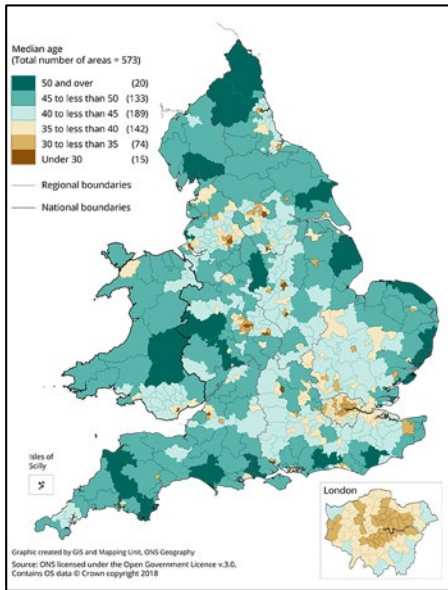 Median age
(Total number of areas = 573)
50 and over (20)
45 to less than 50 (133)
40 to less than 45 (189)
35 to less than 40 (142)
30 to less than 35 (74)
Under 30 (15)
Regional boundaries
National boundaries
Isles of
Scilly
London
Graphic created by GIS and Mapping Unit, ONS Geography
Source: ONS licensed under the Open Government Licence v.3.0.
Contains OS data © Crown copyright 2018